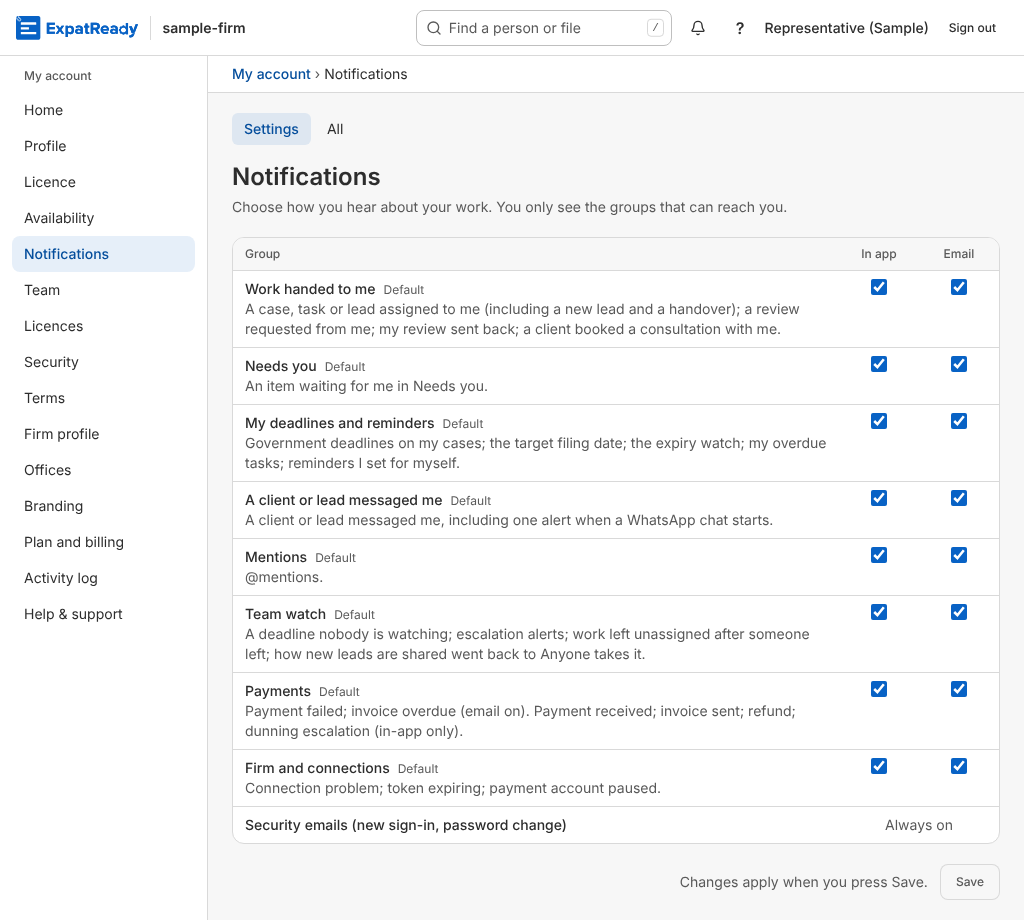 ExpatReady
sample-firm
Find a person or file
/
?
Representative (Sample)
Sign out
My account
Home
Profile
Licence
Availability
Notifications
Team
Licences
Security
Terms
Firm profile
Offices
Branding
Plan and billing
Activity log
Help & support
My account › Notifications
Settings
All
Notifications
Choose how you hear about your work. You only see the groups that can reach you.
Group
In app
Email
Work handed to me Default
A case, task or lead assigned to me (including a new lead and a handover); a review
requested from me; my review sent back; a client booked a consultation with me.
Needs you Default
An item waiting for me in Needs you.
My deadlines and reminders Default
Government deadlines on my cases; the target filing date; the expiry watch; my overdue
tasks; reminders I set for myself.
A client or lead messaged me Default
A client or lead messaged me, including one alert when a WhatsApp chat starts.
Mentions Default
@mentions.
Team watch Default
A deadline nobody is watching; escalation alerts; work left unassigned after someone
left; how new leads are shared went back to Anyone takes it.
Payments Default
Payment failed; invoice overdue (email on). Payment received; invoice sent; refund;
dunning escalation (in-app only).
Firm and connections Default
Connection problem; token expiring; payment account paused.
Security emails (new sign-in, password change)
Always on
Changes apply when you press Save.
Save